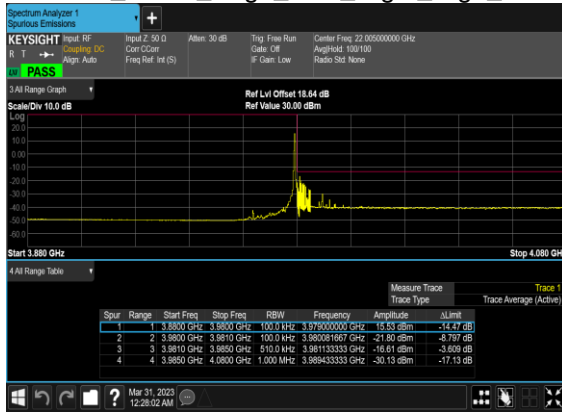 Spectrum Analyzer 1
Spurious Emissions
KEYSIGHT Input: RF Input Z: 50 Ω Atten: 30 dB Trig: Free Run Center Freq: 22.005000000 GHz
R T Coupling: DC Corr CCorr Gate: Off Avg|Hold: 100/100
Align: Auto Freq Ref: Int (S) IF Gain: Low Radio Std: None
LV PASS
3 All Range Graph Ref Lvl Offset 18.64 dB
Scale/Div 10.0 dB Ref Value 30.00 dBm
Log
20.0
10.0
0.00
-10.0
-20.0
-30.0
-40.0
-50.0
-60.0
Start 3.880 GHz Stop 4.080 GH
4 All Range Table
Measure Trace Trace 1
Trace Type Trace Average (Active)
Spur Range Start Freq Stop Freq RBW Frequency Amplitude ΔLimit
1 1 3.8800 GHz 3.9800 GHz 100.0 kHz 3.979000000 GHz 15.53 dBm -14.47 dB
2 2 3.9800 GHz 3.9810 GHz 100.0 kHz 3.980081667 GHz -21.80 dBm -8.797 dB
3 3 3.9810 GHz 3.9850 GHz 510.0 kHz 3.981133333 GHz -16.61 dBm -3.609 dB
4 4 3.9850 GHz 4.0800 GHz 1.000 MHz 3.989433333 GHz -30.13 dBm -17.13 dB
Mar 31, 2023
12:28:02 AM